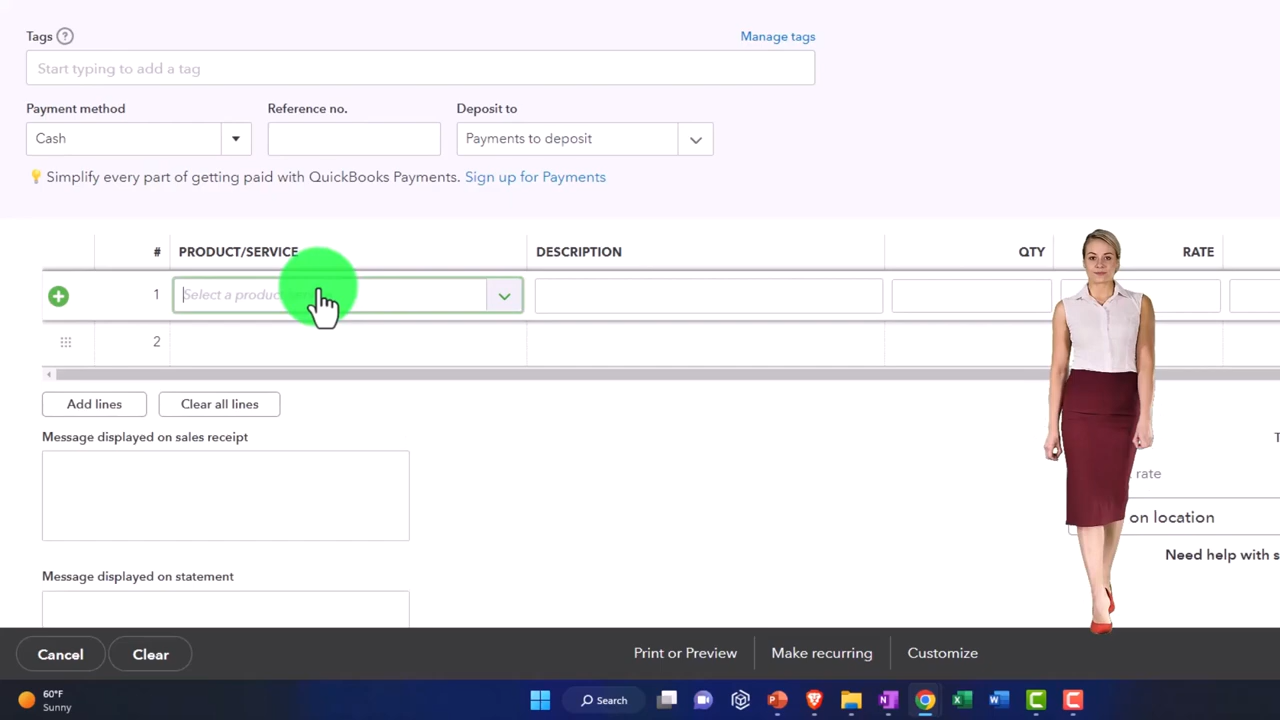 Tags ?
Manage tags
Start typing to add a tag
Payment method
Reference no.
Deposit to
Cash
Payments to deposit
Simplify every part of getting paid with QuickBooks Payments. Sign up for Payments
# PRODUCT/SERVICE DESCRIPTION QTY RATE
1 Select a product
2
Add lines
Clear all lines
Message displayed on sales receipt
rate
on location
Need help with
Message displayed on statement
Cancel
Clear
Print or Preview
Make recurring
Customize
60°F
Sunny
Search